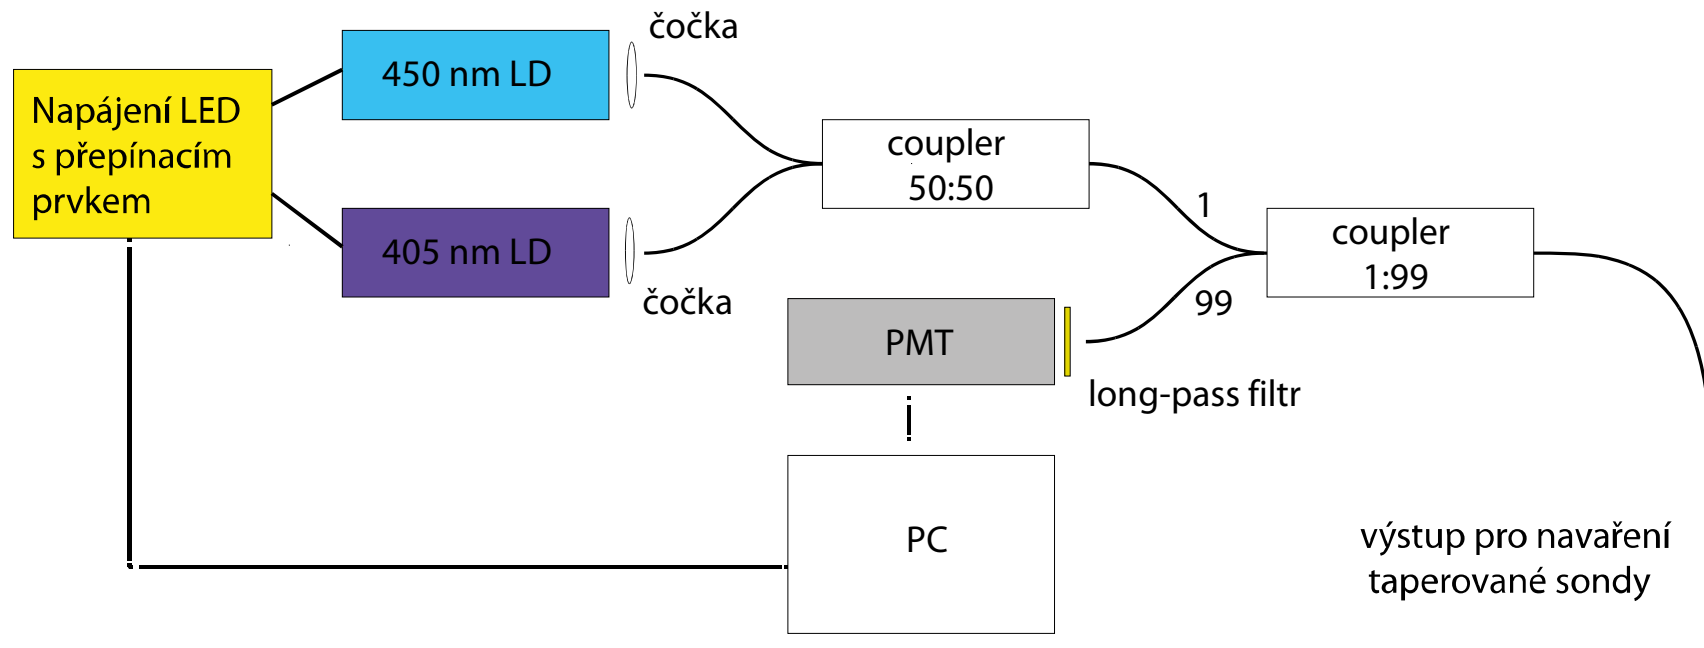 čočka
450 nm LD
Napájení LED
s přepínacím
prvkem
coupler
50:50
405 nm LD
1
coupler
1:99
čočka
99
PMT
long-pass filtr
PC
výstup pro navaření
taperované sondy